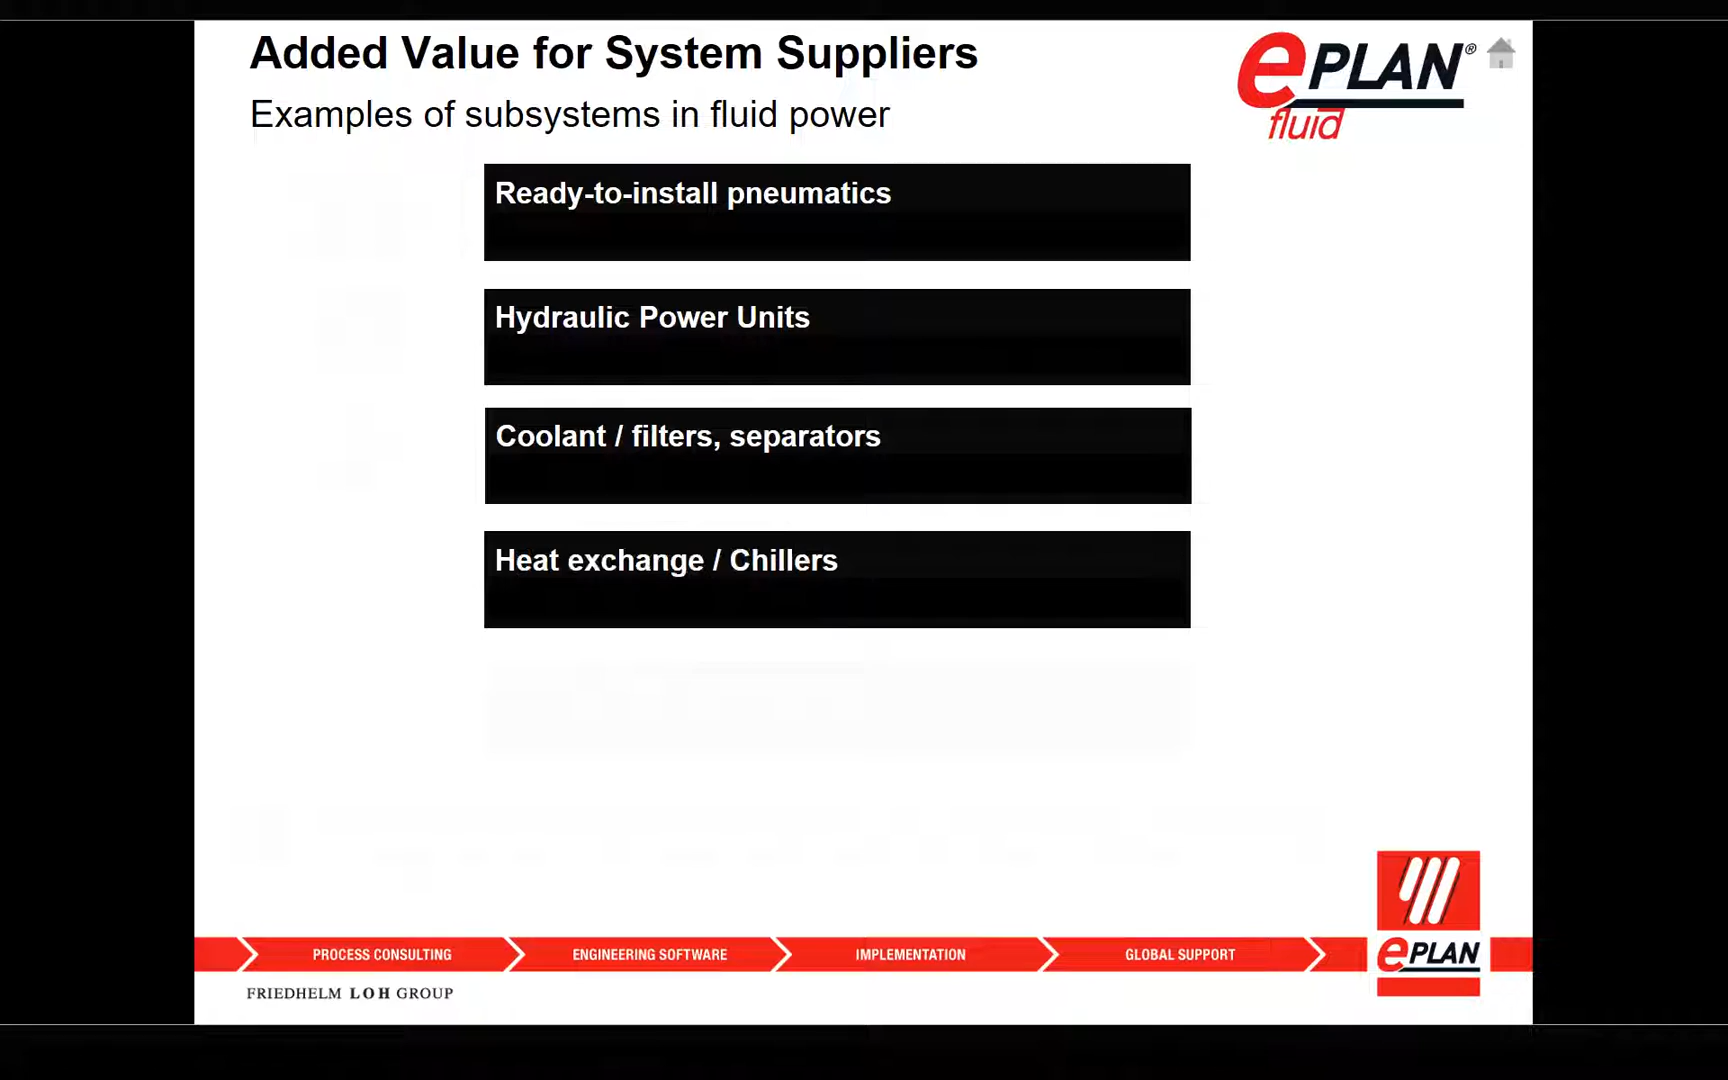 Added Value for System Suppliers
Examples of subsystems in fluid power
ePLAN®
fluid
Ready-to-install pneumatics
Hydraulic Power Units
Coolant / filters, separators
Heat exchange / Chillers
PROCESS CONSULTING
ENGINEERING SOFTWARE
IMPLEMENTATION
GLOBAL SUPPORT
ePLAN
FRIEDHELM LOH GROUP